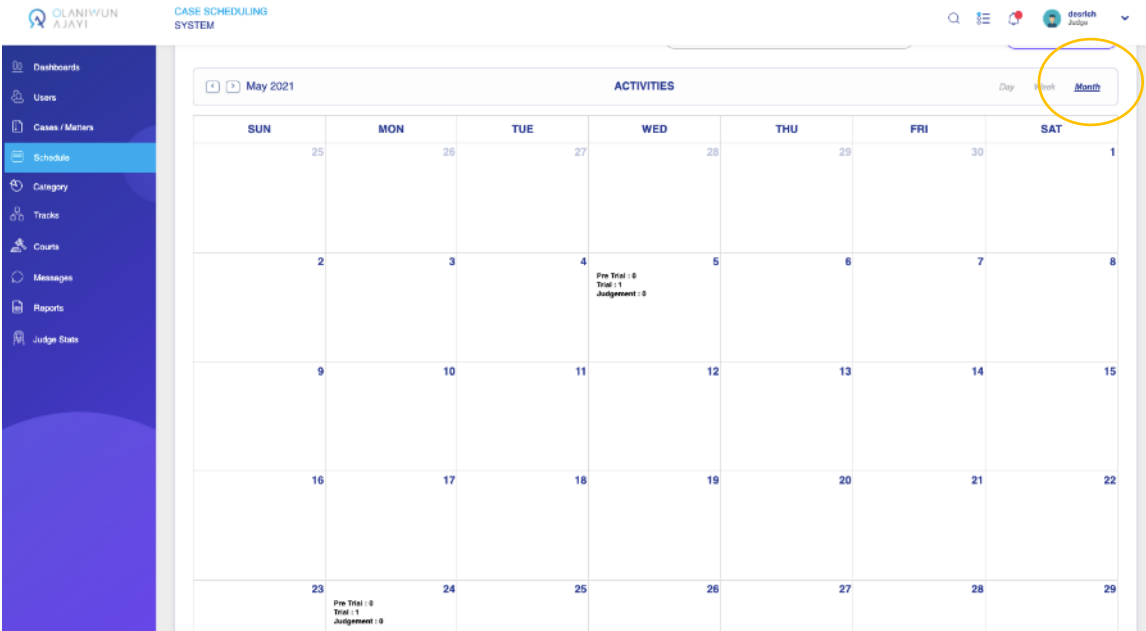 OLANIWUN
AJAYI
CASE SCHEDULING
SYSTEM
desrich
Judge
Dashboards
Users
Cases / Matters
Schedule
Category
Tracks
Courts
Messages
Reports
Judge Stats
May 2021
ACTIVITIES
Day Week Month
SUN MON TUE WED THU FRI SAT
25 26 27 28 29 30 1
2 3 4 5 6 7 8
Pre Trial : 0
Trial : 1
Judgement : 0
9 10 11 12 13 14 15
16 17 18 19 20 21 22
23 24 25 26 27 28 29
Pre Trial : 0
Trial : 1
Judgement : 0